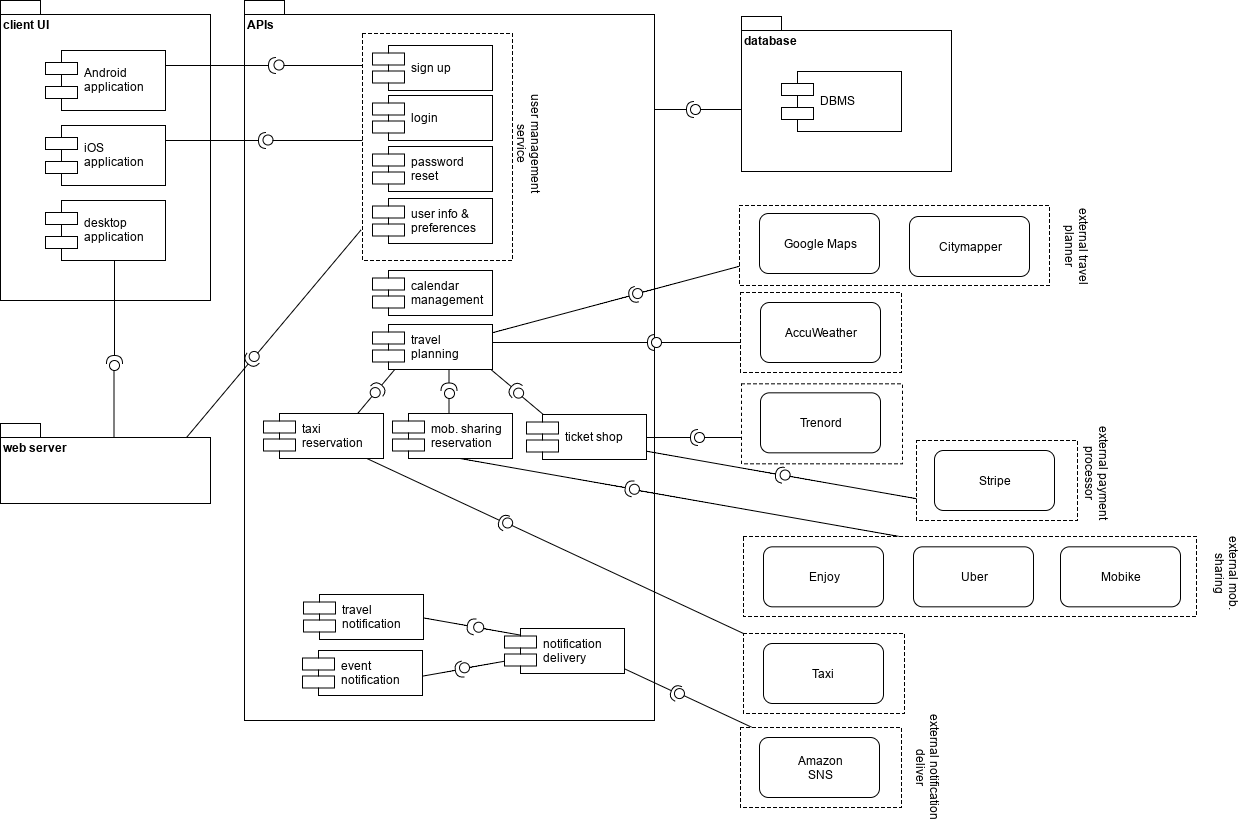 client UI
Android
application
iOS
application
desktop
application
web server
APIs
sign up
login
password
reset
user info &
preferences
user management
service
calendar
management
travel
planning
taxi
reservation
mob. sharing
reservation
ticket shop
travel
notification
event
notification
notification
delivery
database
DBMS
Google Maps
Citymapper
external travel
planner
AccuWeather
Trenord
Stripe
external payment
processor
Enjoy
Uber
Mobike
external mob.
sharing
Taxi
Amazon
SNS
external notification
deliver